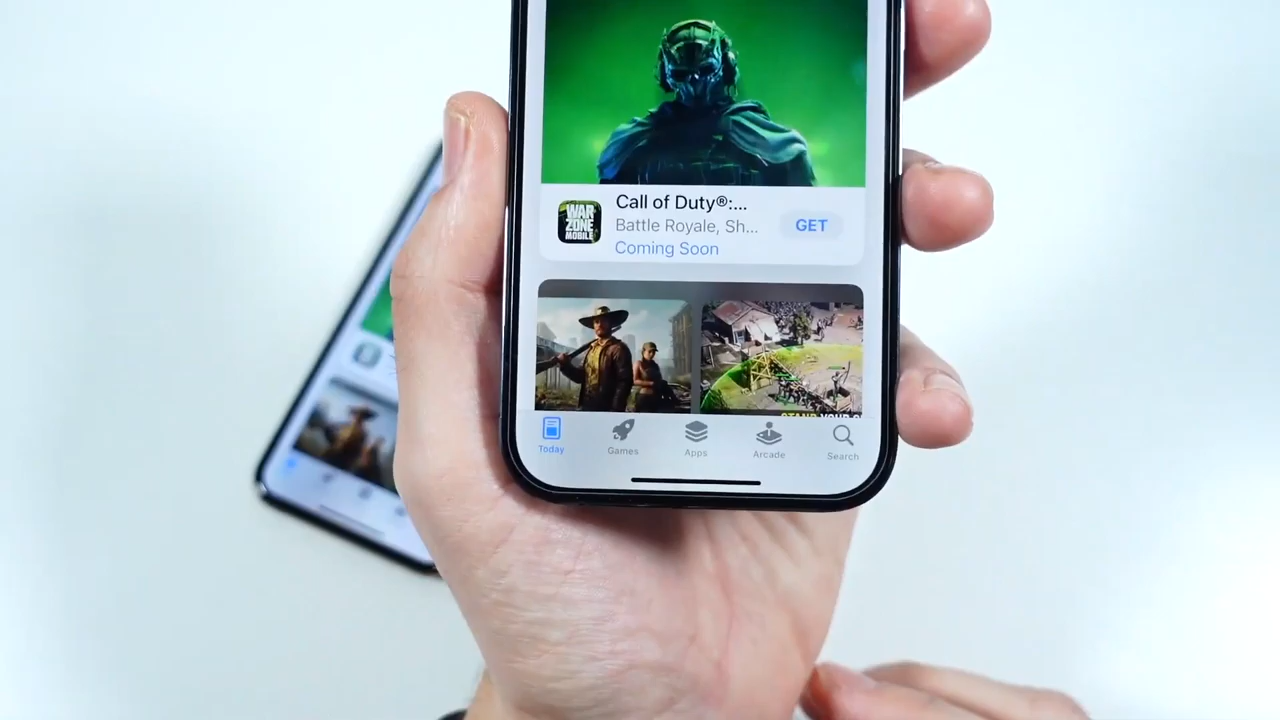 Call of Duty®:...
WAR
ZONE
MOBILE
Battle Royale, Sh...
GET
Coming Soon
Today
Games
Apps
Arcade
Search